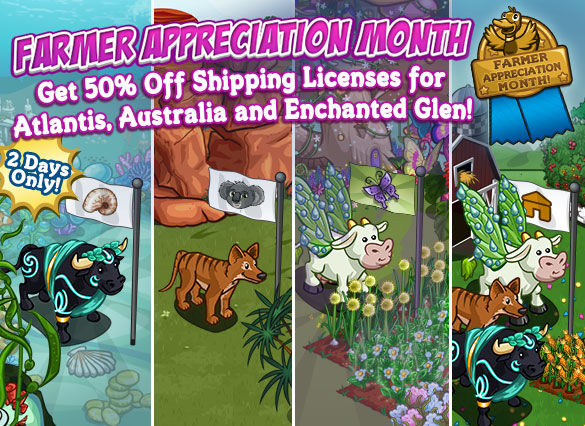 FARMER APPRECIATION MONTH
Get 50% Off Shipping Licenses for
Atlantis, Australia and Enchanted Glen!
2 Days
Only!
FARMER
APPRECIATION
MONTH!